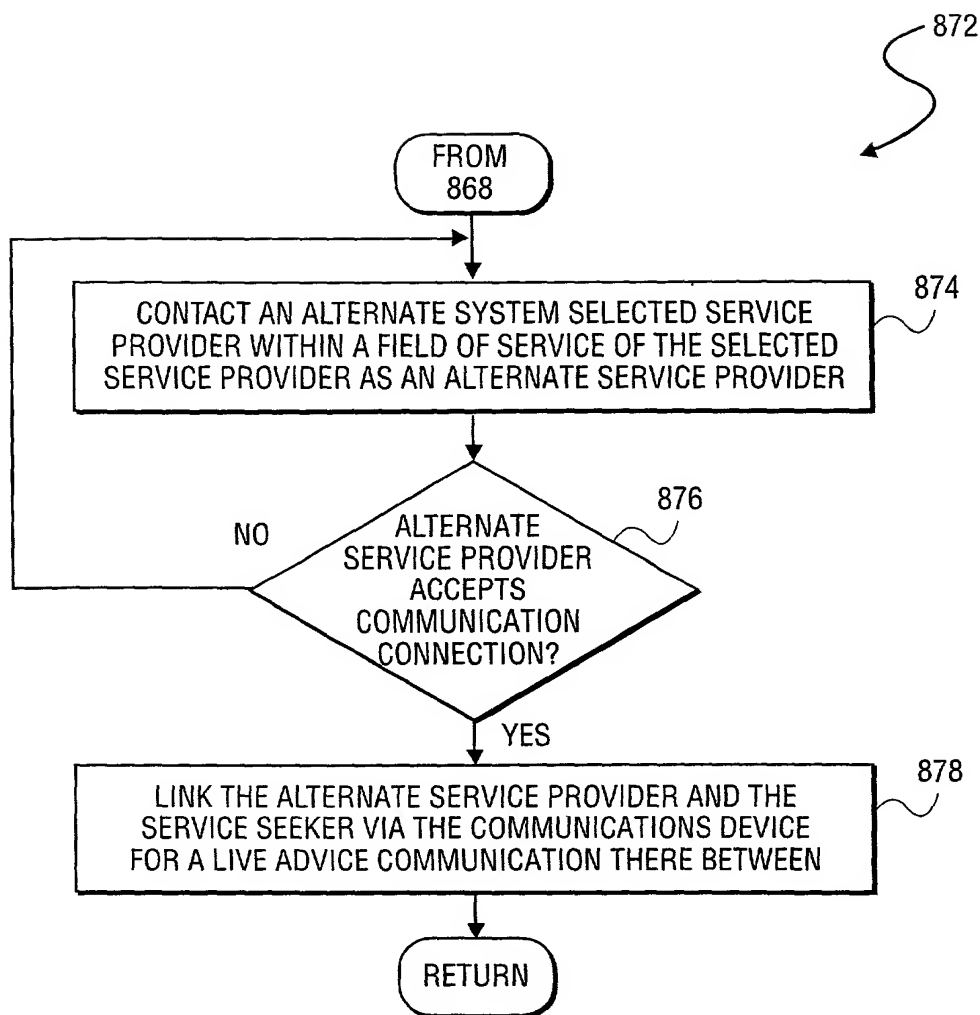 872
FROM
868
CONTACT AN ALTERNATE SYSTEM SELECTED SERVICE
PROVIDER WITHIN A FIELD OF SERVICE OF THE SELECTED
SERVICE PROVIDER AS AN ALTERNATE SERVICE PROVIDER
874
ALTERNATE
SERVICE PROVIDER
ACCEPTS
COMMUNICATION
CONNECTION?
876
NO
YES
LINK THE ALTERNATE SERVICE PROVIDER AND THE
SERVICE SEEKER VIA THE COMMUNICATIONS DEVICE
FOR A LIVE ADVICE COMMUNICATION THERE BETWEEN
878
RETURN